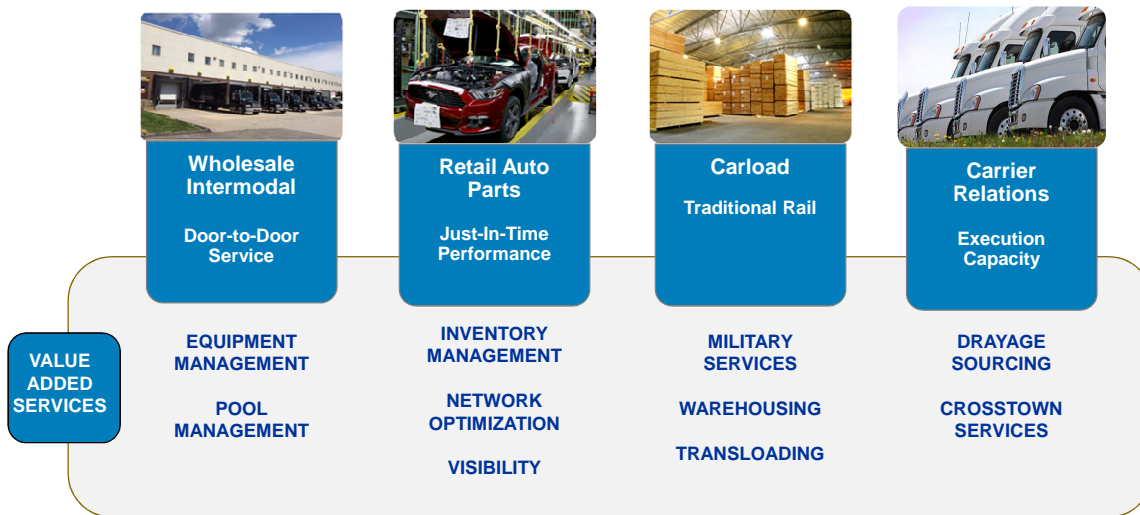 Wholesale
Intermodal
Door-to-Door
Service
Retail Auto
Parts
Just-In-Time
Performance
Carload
Traditional Rail
Carrier
Relations
Execution
Capacity
VALUE
ADDED
SERVICES
EQUIPMENT
MANAGEMENT
POOL
MANAGEMENT
INVENTORY
MANAGEMENT
NETWORK
OPTIMIZATION
VISIBILITY
MILITARY
SERVICES
WAREHOUSING
TRANSLOADING
DRAYAGE
SOURCING
CROSSTOWN
SERVICES